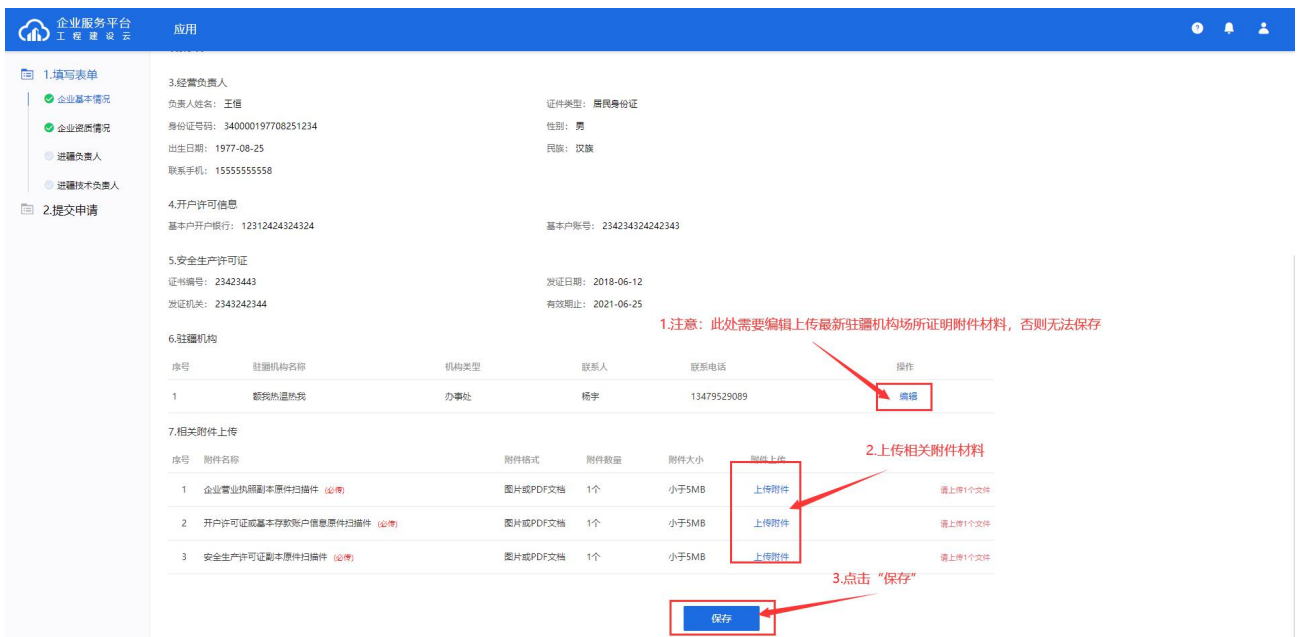 企业服务平台
工程建设云
应用
1.填写表单
企业基本情况
企业资质情况
进疆负责人
进疆技术负责人
2.提交申请
3.经营负责人
负责人姓名： 王恒 证件类型： 居民身份证
身份证号码： 340000197708251234 性别： 男
出生日期： 1977-08-25 民族： 汉族
联系手机： 15555555558
4.开户许可信息
基本户开户银行： 12312424324324 基本户账号： 234234324242343
5.安全生产许可证
证书编号： 23423443 发证日期： 2018-06-12
发证机关： 2343242344 有效期止： 2021-06-25
1.注意：此处需要编辑上传最新驻疆机构场所证明附件材料，否则无法保存
6.驻疆机构
序号 驻疆机构名称 机构类型 联系人 联系电话 操作
1 额我热温热我 办事处 杨宇 13479529089 编辑
7.相关附件上传
2.上传相关附件材料
序号 附件名称 附件格式 附件数量 附件大小 附件上传
1 企业营业执照副本原件扫描件 (必传) 图片或PDF文档 1个 小于5MB 上传附件 请上传1个文件
2 开户许可证或基本存款账户信息原件扫描件 (必传) 图片或PDF文档 1个 小于5MB 上传附件 请上传1个文件
3 安全生产许可证副本原件扫描件 (必传) 图片或PDF文档 1个 小于5MB 上传附件 请上传1个文件
3.点击“保存”
保存